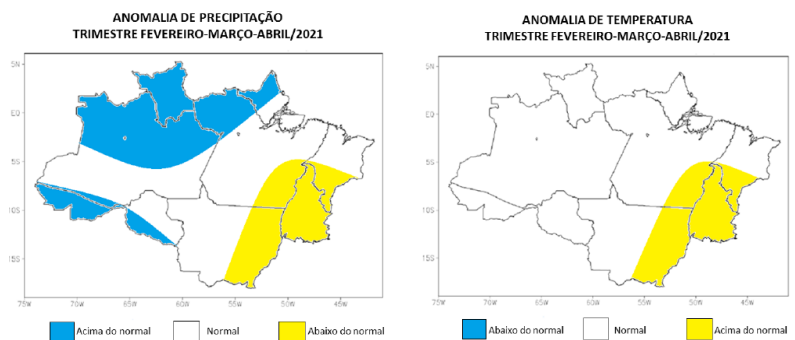 ANOMALIA DE PRECIPITAÇÃO
TRIMESTRE FEVEREIRO-MARÇO-ABRIL/2021
5N
EQ
5S
10S
15S
75W
70W
65W
60W
55W
50W
45W
Acima do normal
Normal
Abaixo do normal
ANOMALIA DE TEMPERATURA
TRIMESTRE FEVEREIRO-MARÇO-ABRIL/2021
5N
EQ
5S
10S
15S
75W
70W
65W
60W
55W
50W
45W
Abaixo do normal
Normal
Acima do normal